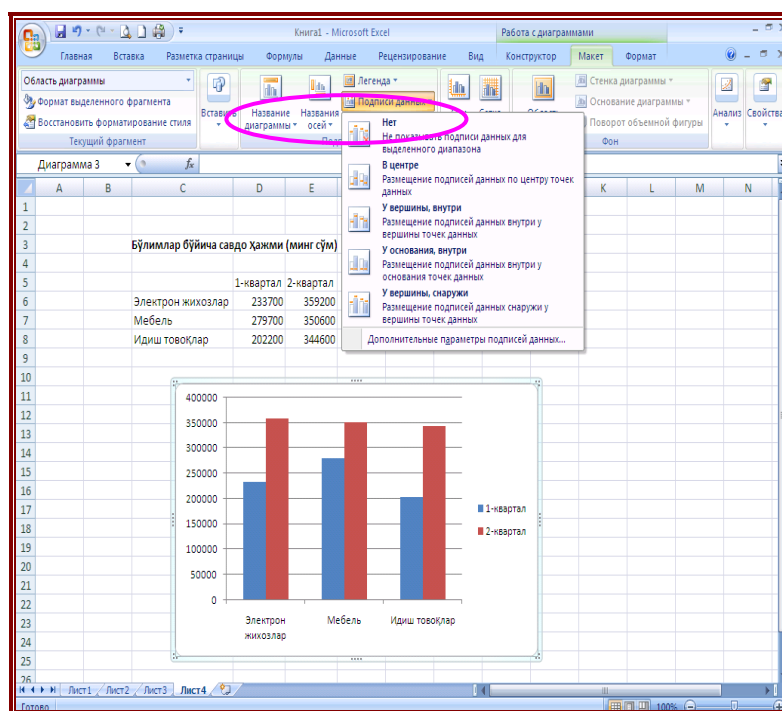 Книга1 - Microsoft Excel
Работа с диаграммами
Главная Вставка Разметка страницы Формулы Данные Рецензирование Вид Конструктор Макет Формат
Область диаграммы
Формат выделенного фрагмента
Восстановить форматирование стиля
Текущий фрагмент
Название диаграммы
Названия осей
Легенда
Подписи данных
Стенка диаграммы
Основание диаграммы
Поворот объемной фигуры
Фон
Анализ
Нет
Не показывать подписи данных для
выделенного диапазона
В центре
Размещение подписей данных по центру точек
данных
У вершины, внутри
Размещение подписей данных внутри у
вершины точек данных
У основания, внутри
Размещение подписей данных внутри у
основания точек данных
У вершины, снаружи
Размещение подписей данных снаружи у
вершины точек данных
Дополнительные параметры подписей данных...
Диаграмма 3 fx
A B C D E K L M N
1
2
3 Бўлимлар бўйича савдо ҳажми (минг сўм)
4
5 1-квартал 2-квартал
6 Электрон жихозлар 233700 359200
7 Мебель 279700 350600
8 Идиш товоқлар 202200 344600
9
10
11
12
13
14
15
16
17
18
19
20
21
22
23
24
25
26
400000
350000
300000
250000
200000
150000
100000
50000
0
Электрон
жихозлар
Мебель
Идиш товоқлар
1-квартал
2-квартал
Лист1 Лист2 Лист3 Лист4
Готово
100%